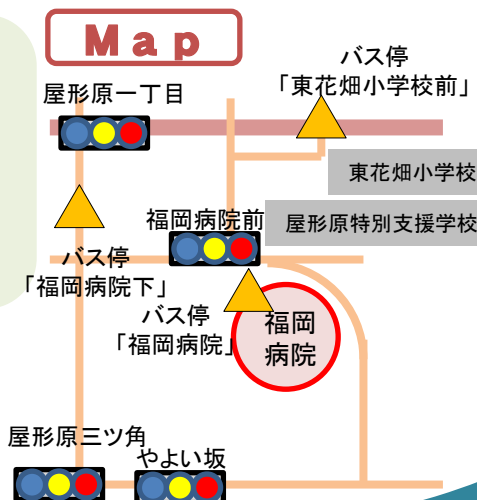 Map
バス停
「東花畑小学校前」
屋形原一丁目
東花畑小学校
福岡病院前
屋形原特別支援学校
バス停
「福岡病院下」
バス停
「福岡病院」
福岡
病院
屋形原三ツ角
やよい坂